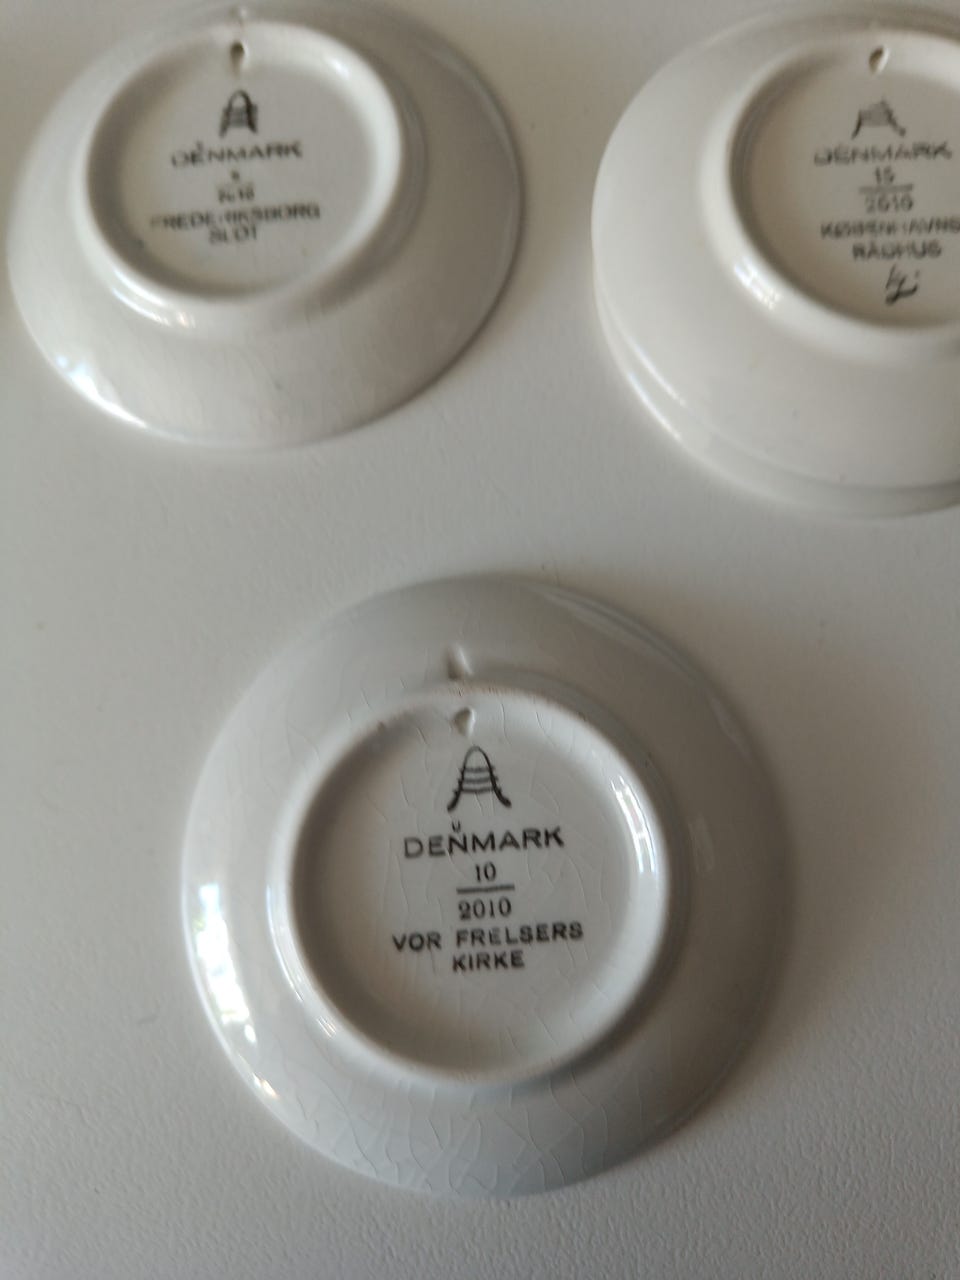 DENMARK
FREDERIKSBORG
SLOT
DENMARK
15
2010
KØBENHAVNS
RÅDHUS
U
DENMARK
10
2010
VOR FRELSERS
KIRKE